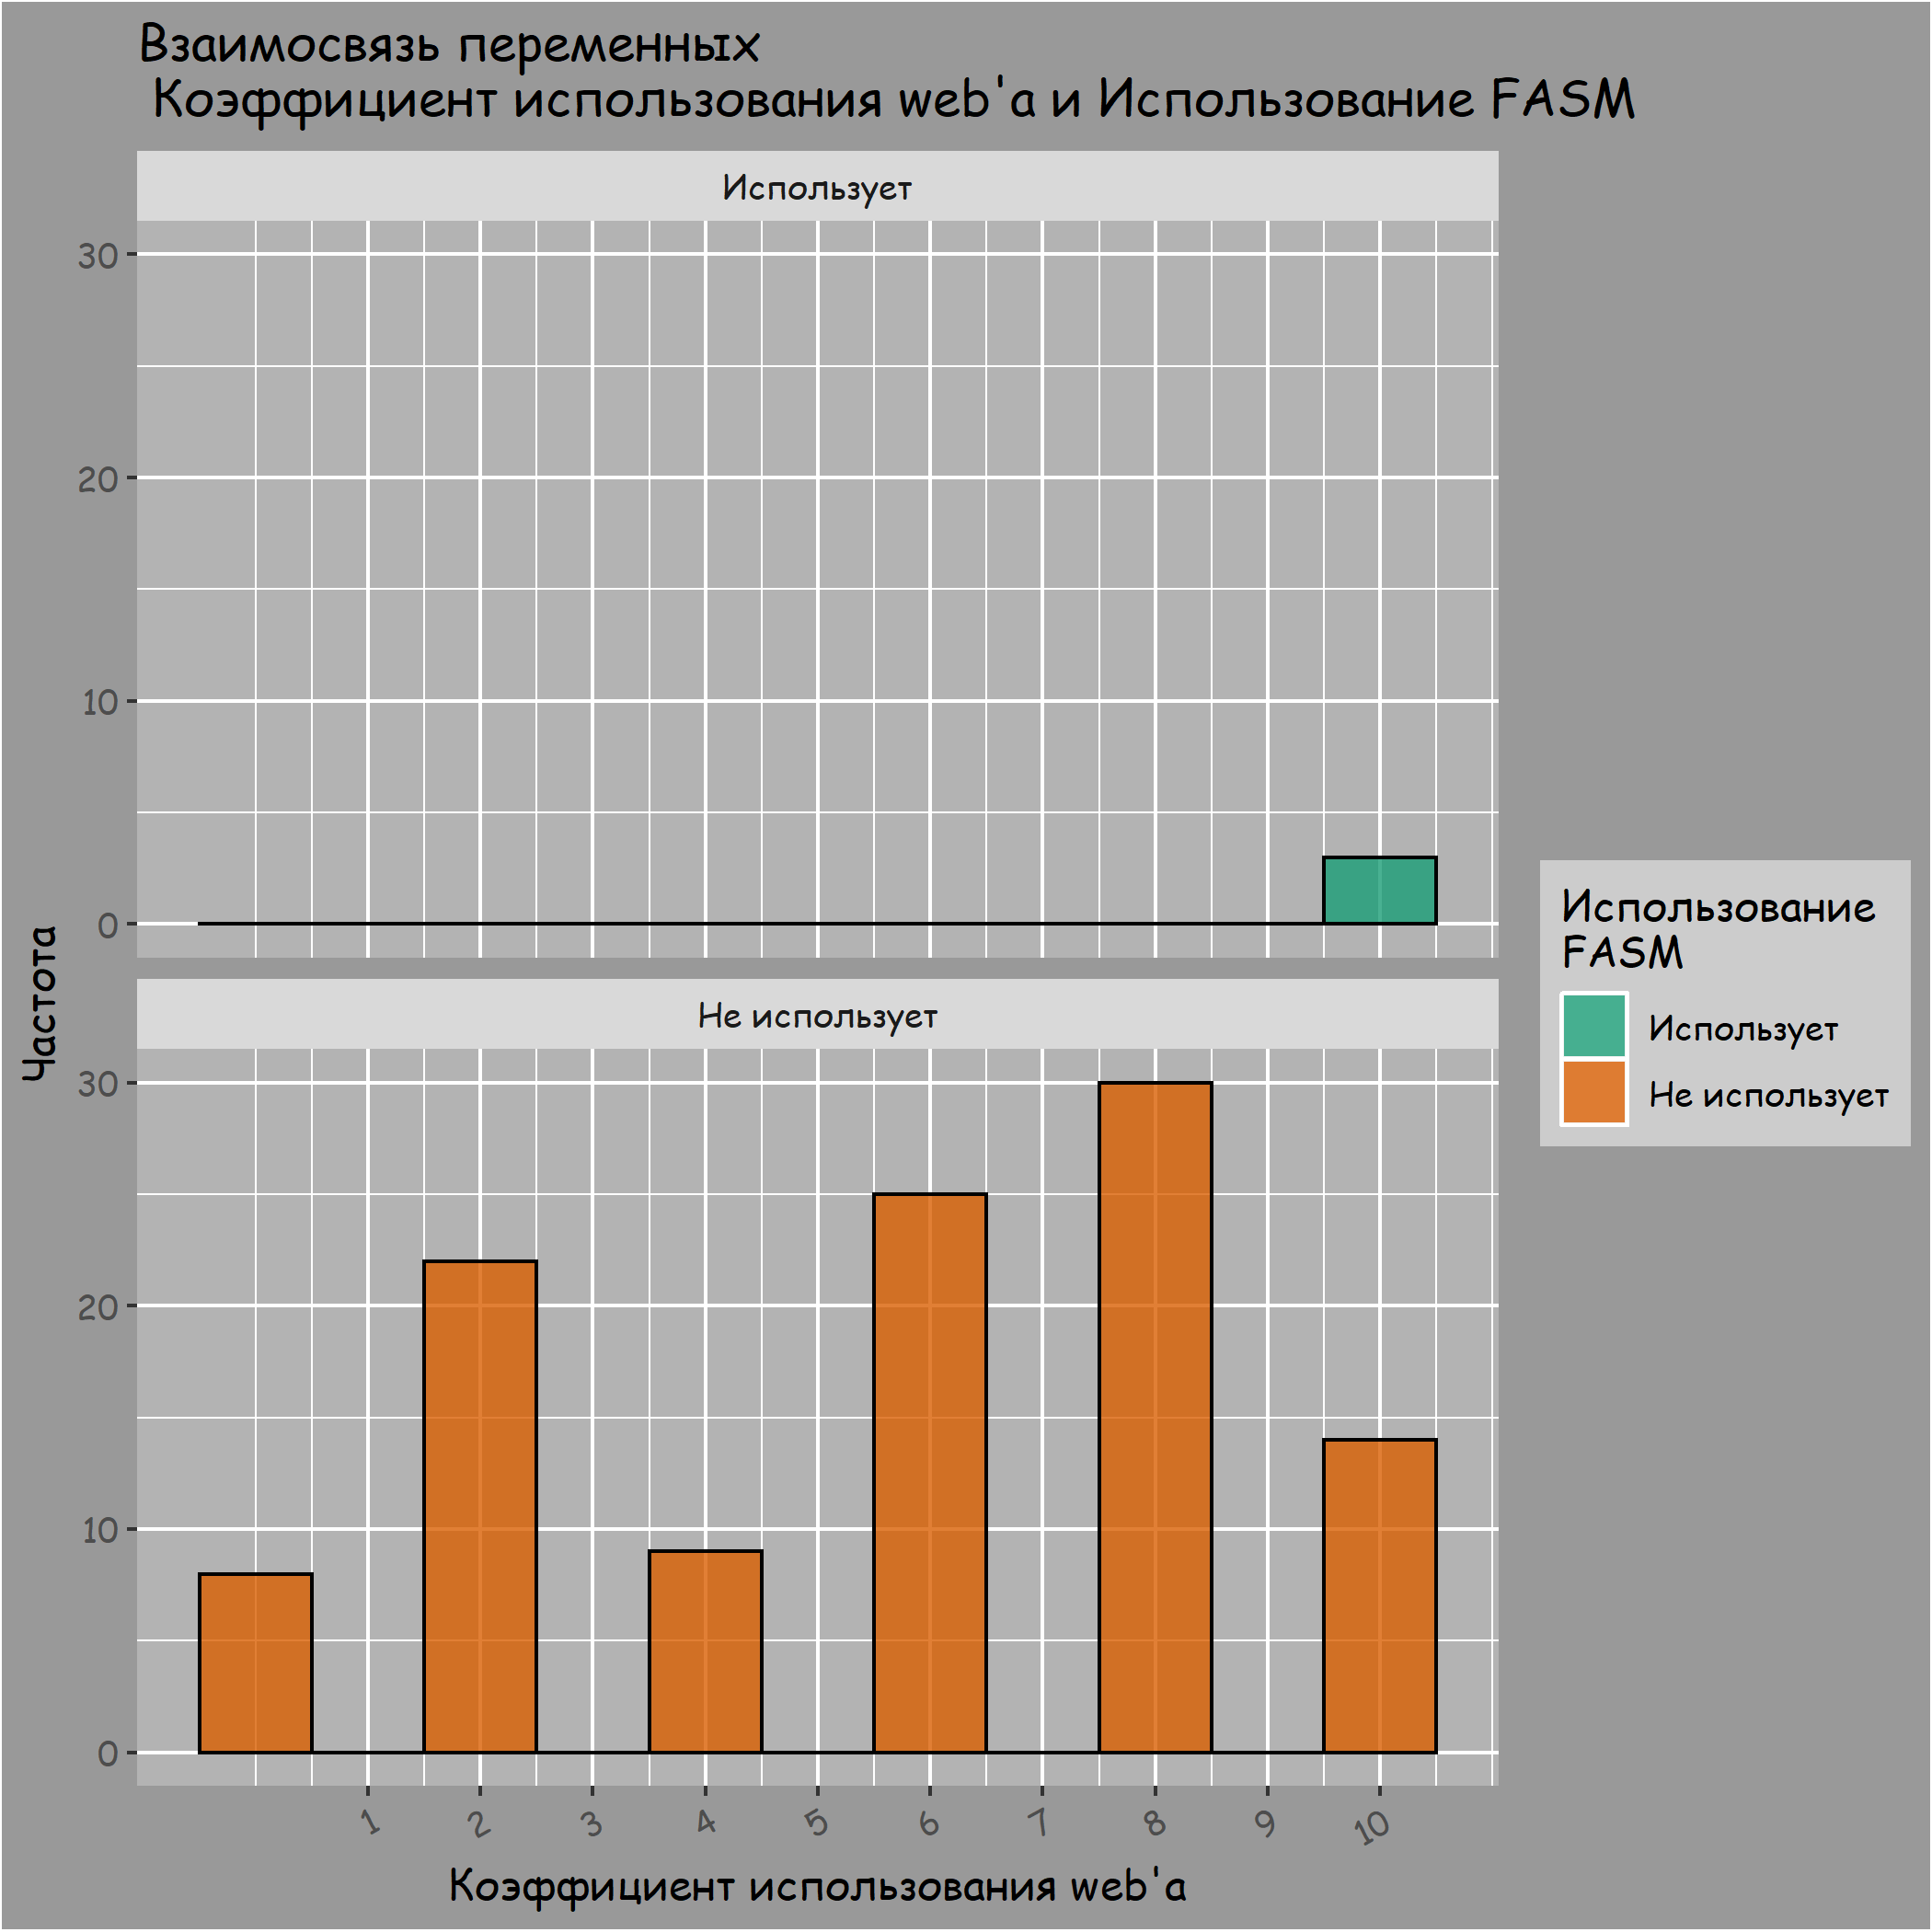 Взаимосвязь переменных
Коэффициент использования web'а и Использование FASM
Использует
30
20
10
0
Частота
Не использует
30
20
10
0
1 2 3 4 5 6 7 8 9 10
Коэффициент использования web'а
Использование
FASM
Использует
Не использует